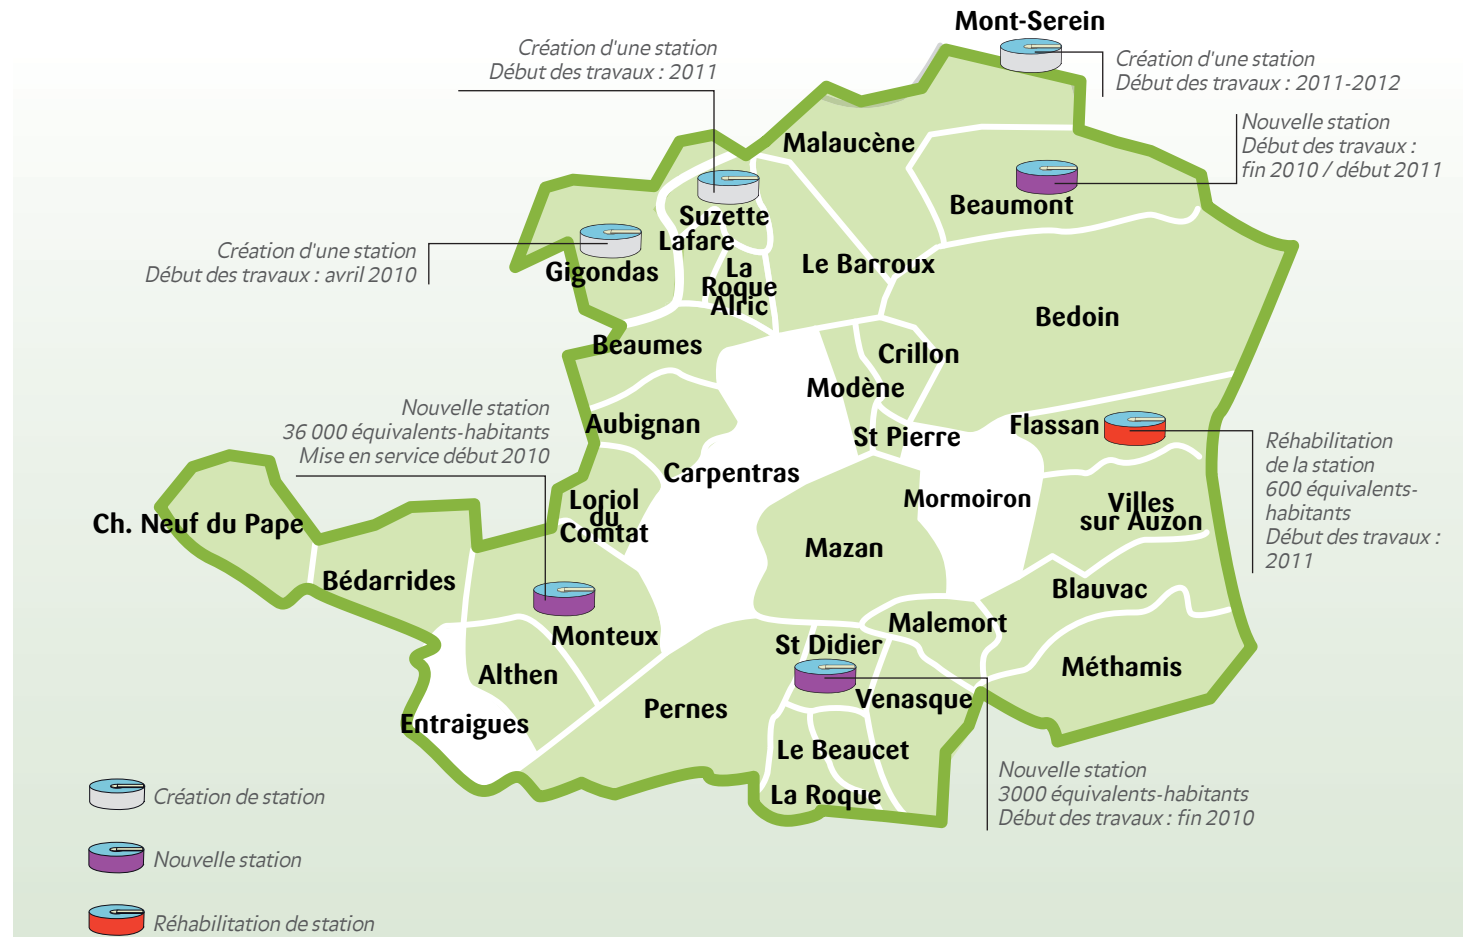 Mont-Serein
Création d'une station
Début des travaux : 2011
Création d'une station
Début des travaux : 2011-2012
Nouvelle station
Début des travaux :
fin 2010 / début 2011
Malaucène
Beaumont
Suzette
Lafare
Création d'une station
Début des travaux : avril 2010
Gigondas
La
Roque
Alric
Le Barroux
Bedoin
Beaumes
Crillon
Modène
Nouvelle station
36 000 équivalents-habitants
Mise en service début 2010
Aubignan
St Pierre
Flassan
Réhabilitation
de la station
600 équivalents-
habitants
Début des travaux :
2011
Carpentras
Mormoiron
Loriol
du
Comtat
Villes
sur Auzon
Ch. Neuf du Pape
Mazan
Bédarrides
Blauvac
Monteux
Malemort
St Didier
Méthamis
Althen
Venasque
Pernes
Entraigues
Le Beaucet
La Roque
Nouvelle station
3000 équivalents-habitants
Début des travaux : fin 2010
Création de station
Nouvelle station
Réhabilitation de station